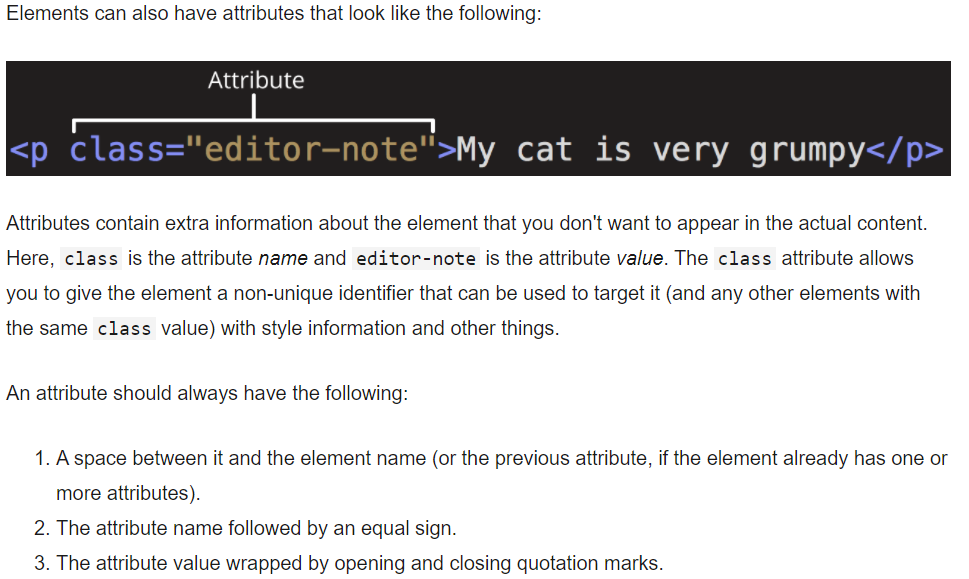 Elements can also have attributes that look like the following:
Attribute
<p class="editor-note">My cat is very grumpy</p>
Attributes contain extra information about the element that you don't want to appear in the actual content.
Here, class is the attribute name and editor-note is the attribute value. The class attribute allows
you to give the element a non-unique identifier that can be used to target it (and any other elements with
the same class value) with style information and other things.
An attribute should always have the following:
1. A space between it and the element name (or the previous attribute, if the element already has one or
more attributes).
2. The attribute name followed by an equal sign.
3. The attribute value wrapped by opening and closing quotation marks.